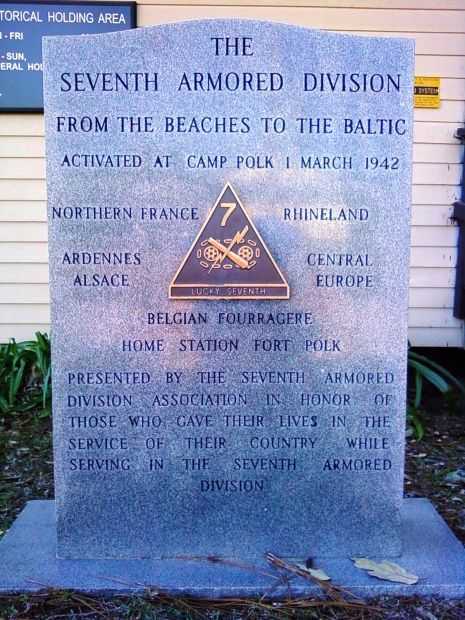 TORICAL HOLDING AREA
- FRI
- SUN,
ERAL HOL
SYSTEM
THE
SEVENTH ARMORED DIVISION
FROM THE BEACHES TO THE BALTIC
ACTIVATED AT CAMP POLK 1 MARCH 1942
NORTHERN FRANCE
RHINELAND
7
ARDENNES
ALSACE
CENTRAL
EUROPE
LUCKY SEVENTH
BELGIAN FOURRAGERE
HOME STATION FORT POLK
PRESENTED BY THE SEVENTH ARMORED
DIVISION ASSOCIATION IN HONOR OF
THOSE WHO GAVE THEIR LIVES IN THE
SERVICE OF THEIR COUNTRY WHILE
SERVING IN THE SEVENTH ARMORED
DIVISION